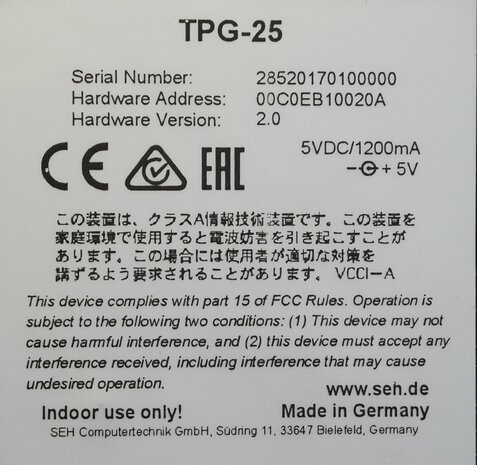 TPG-25
Serial Number: 28520170100000
Hardware Address: 00C0EB10020A
Hardware Version: 2.0
5VDC/1200mA
CE EAC + 5V
この装置は、クラスA情報技術装置です。この装置を
家庭環境で使用すると電波妨害を引き起こすことが
あります。この場合には使用者が適切な対策を
講ずるよう要求されることがあります。VCCI-A
This device complies with part 15 of FCC Rules. Operation is
subject to the following two conditions: (1) This device may not
cause harmful interference, and (2) this device must accept any
interference received, including interference that may cause
undesired operation.
www.seh.de
Indoor use only! Made in Germany
SEH Computertechnik GmbH, Südring 11, 33647 Bielefeld, Germany